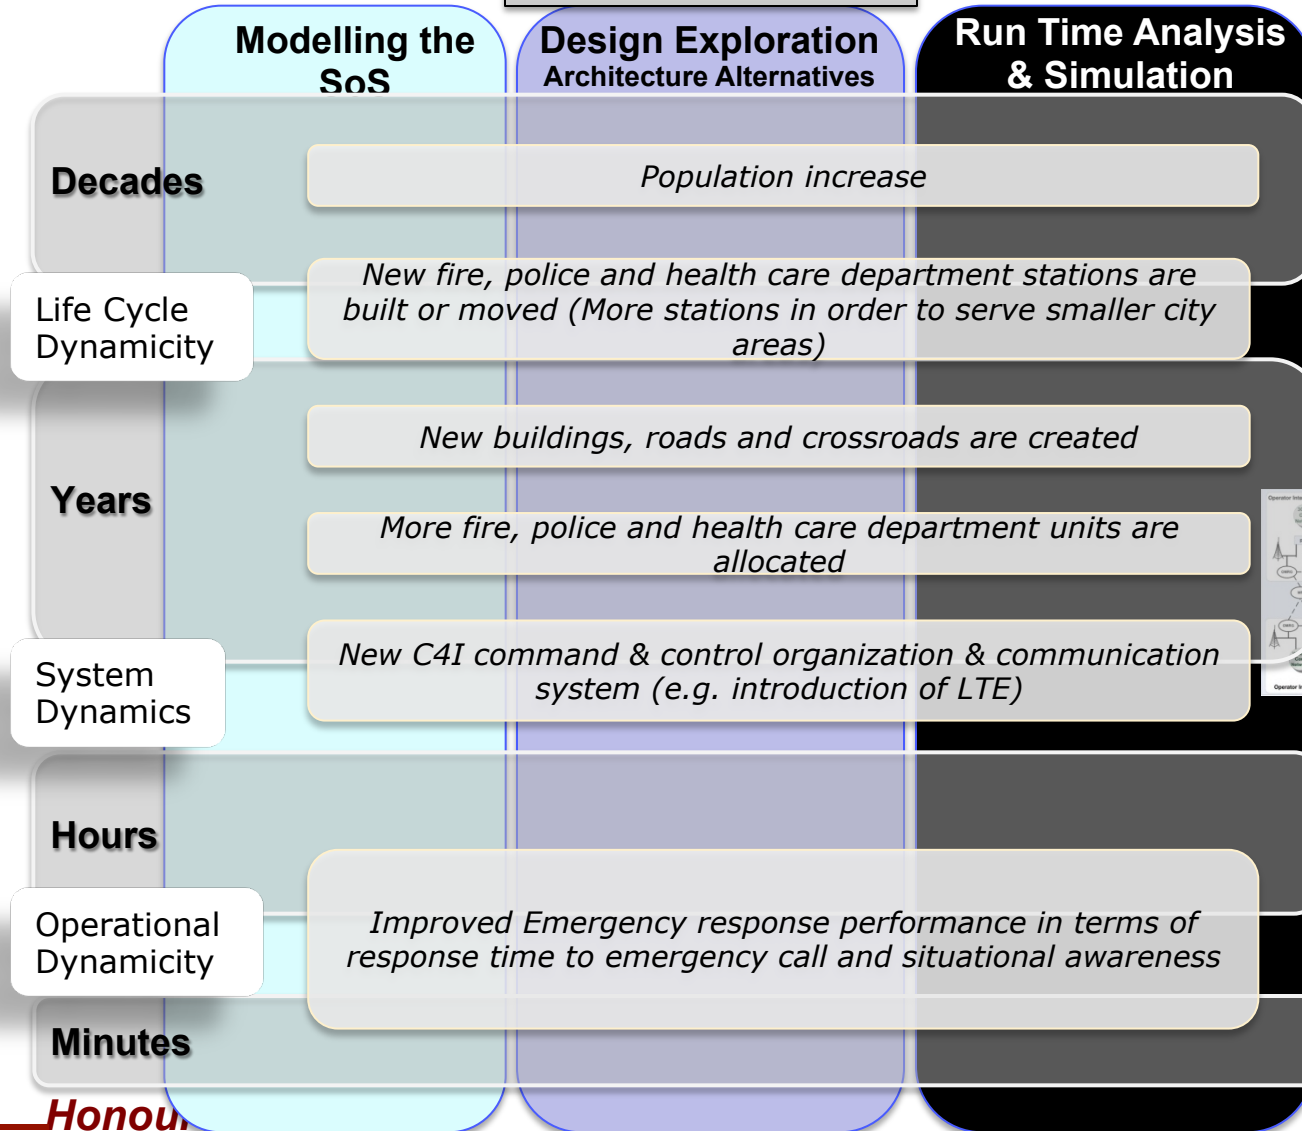 Modelling the
SoS
Design Exploration
Architecture Alternatives
Run Time Analysis
& Simulation
Decades
Population increase
Life Cycle
Dynamicity
New fire, police and health care department stations are
built or moved (More stations in order to serve smaller city
areas)
New buildings, roads and crossroads are created
Years
More fire, police and health care department units are
allocated
System
Dynamics
New C4I command & control organization & communication
system (e.g. introduction of LTE)
Hours
Operational
Dynamicity
Improved Emergency response performance in terms of
response time to emergency call and situational awareness
Minutes